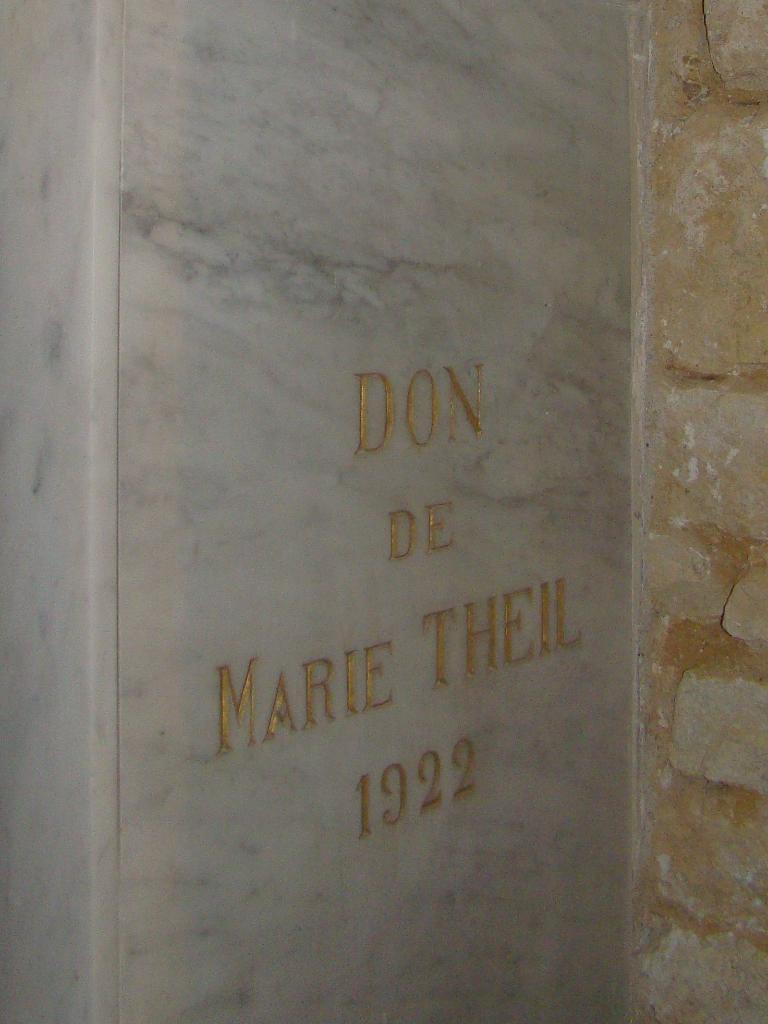 DON
DE
MARIE THEIL
1922